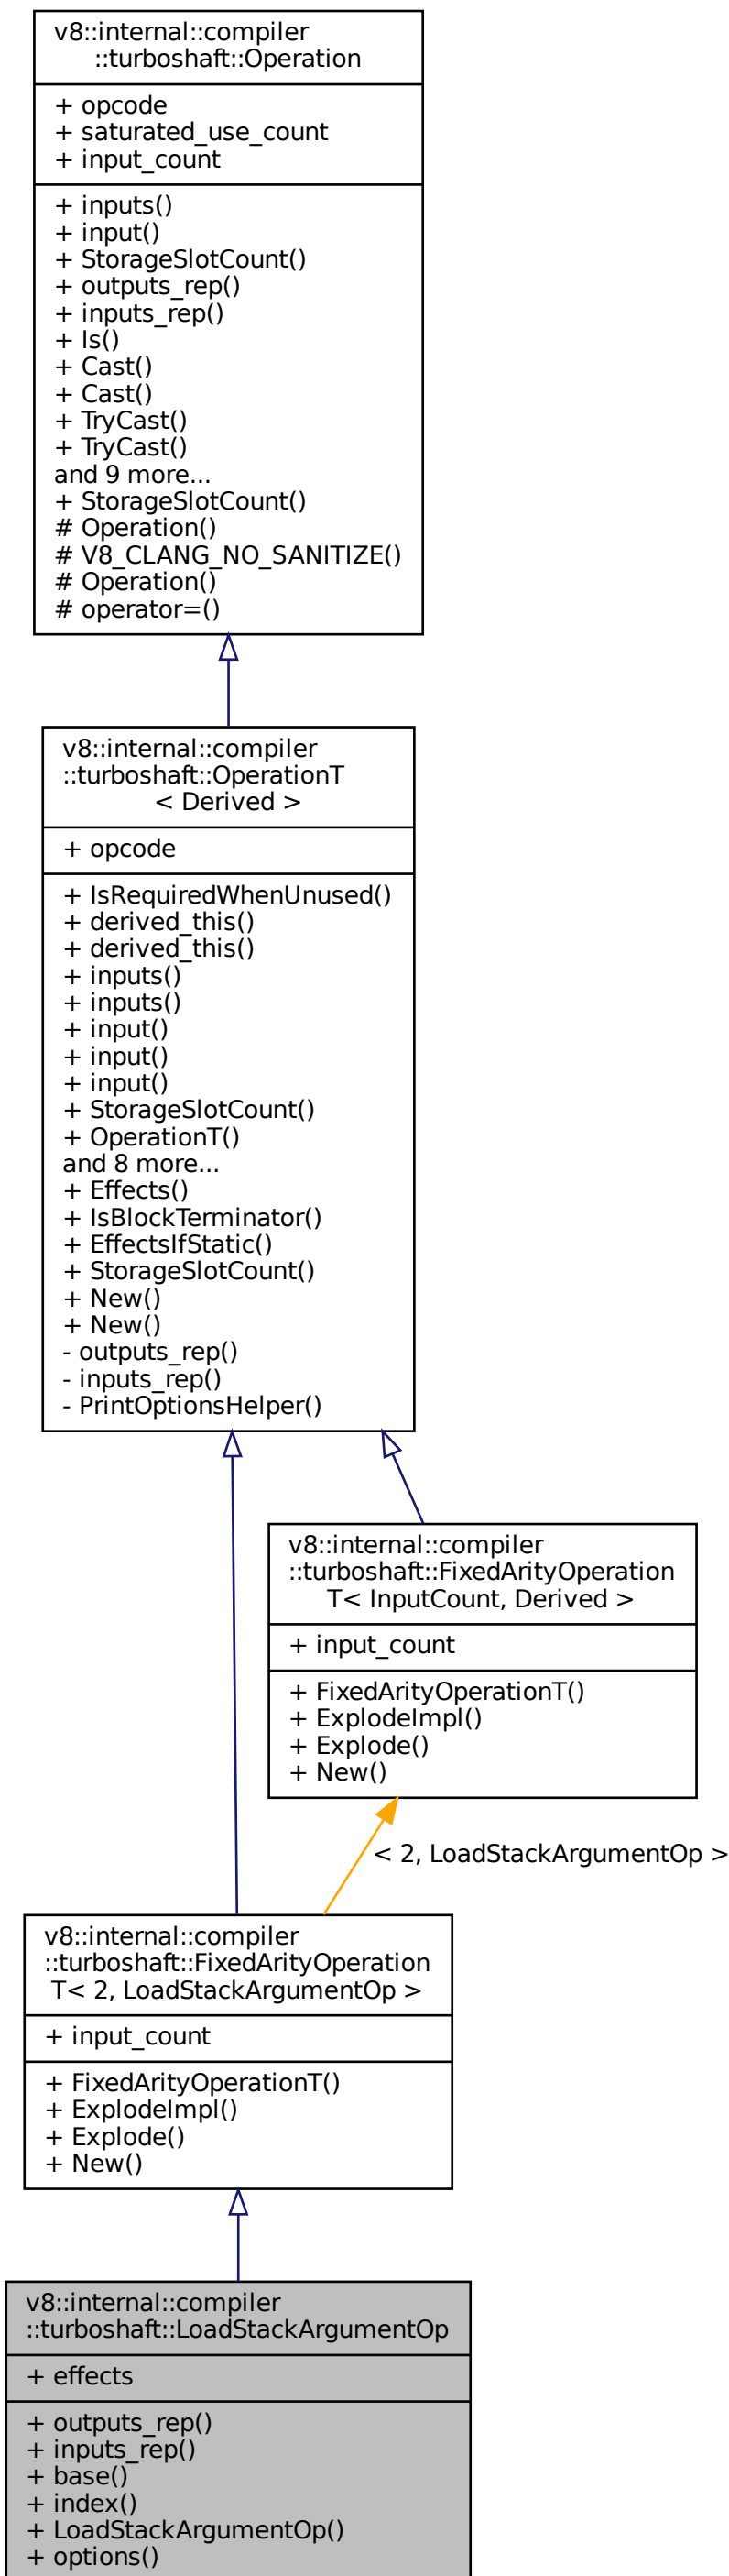 v8::internal::compiler
::turboshaft::Operation
+ opcode
+ saturated_use_count
+ input_count
+ inputs()
+ input()
+ StorageSlotCount()
+ outputs_rep()
+ inputs_rep()
+ Is()
+ Cast()
+ Cast()
+ TryCast()
+ TryCast()
and 9 more...
+ StorageSlotCount()
# Operation()
# V8_CLANG_NO_SANITIZE()
# Operation()
# operator=()
v8::internal::compiler
::turboshaft::OperationT
< Derived >
+ opcode
+ IsRequiredWhenUnused()
+ derived_this()
+ derived_this()
+ inputs()
+ inputs()
+ input()
+ input()
+ input()
+ StorageSlotCount()
+ OperationT()
and 8 more...
+ Effects()
+ IsBlockTerminator()
+ EffectsIfStatic()
+ StorageSlotCount()
+ New()
+ New()
- outputs_rep()
- inputs_rep()
- PrintOptionsHelper()
v8::internal::compiler
::turboshaft::FixedArityOperation
T< InputCount, Derived >
+ input_count
+ FixedArityOperationT()
+ ExplodeImpl()
+ Explode()
+ New()
< 2, LoadStackArgumentOp >
v8::internal::compiler
::turboshaft::FixedArityOperation
T< 2, LoadStackArgumentOp >
+ input_count
+ FixedArityOperationT()
+ ExplodeImpl()
+ Explode()
+ New()
v8::internal::compiler
::turboshaft::LoadStackArgumentOp
+ effects
+ outputs_rep()
+ inputs_rep()
+ base()
+ index()
+ LoadStackArgumentOp()
+ options()